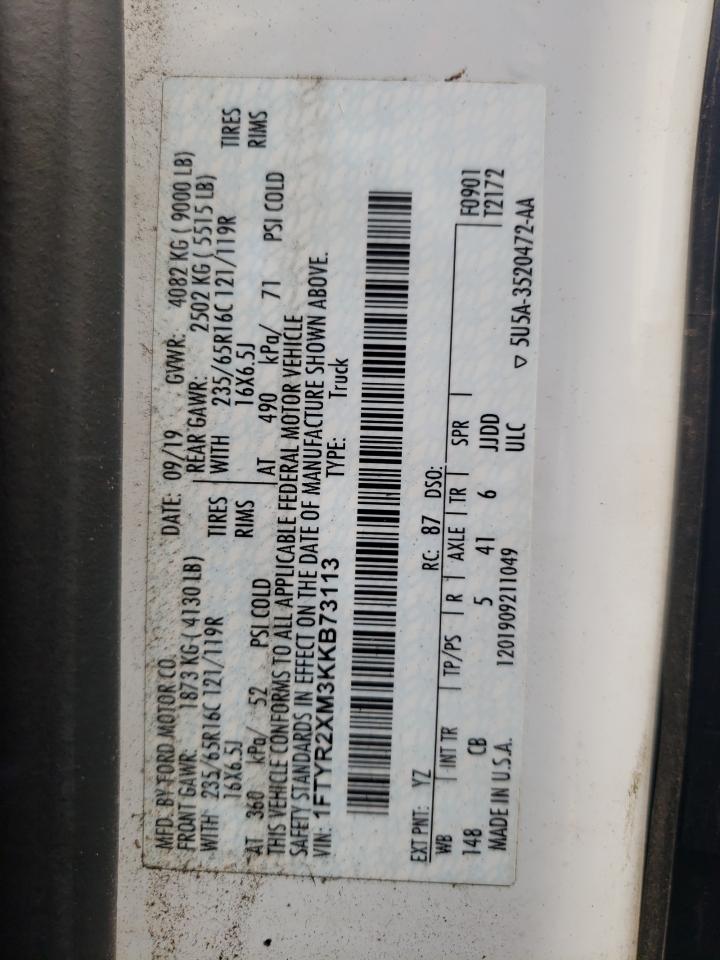 MFD. BY FORD MOTOR CO. DATE: 09/19 GVWR: 4082 KG ( 9000 LB)
FRONT GAWR: 1873 KG ( 4130 LB) REAR GAWR: 2502 KG ( 5515 LB)
WITH 235/65R16C 121/119R TIRES WITH 235/65R16C 121/119R TIRES
16X6.5J RIMS 16X6.5J RIMS
AT 360 kPa/ 52 PSI COLD AT 490 kPa/ 71 PSI COLD
THIS VEHICLE CONFORMS TO ALL APPLICABLE FEDERAL MOTOR VEHICLE
SAFETY STANDARDS IN EFFECT ON THE DATE OF MANUFACTURE SHOWN ABOVE.
VIN: 1FTYR2XM3KKB73113 TYPE: Truck
EXT PNT: YZ RC: 87 DSO:
WB INT TR TP/PS R AXLE TR SPR F0901
148 CB 5 41 6 JJDD T2172
MADE IN U.S.A. 1201909211049 ULC
▽ 5U5A-3520472-AA